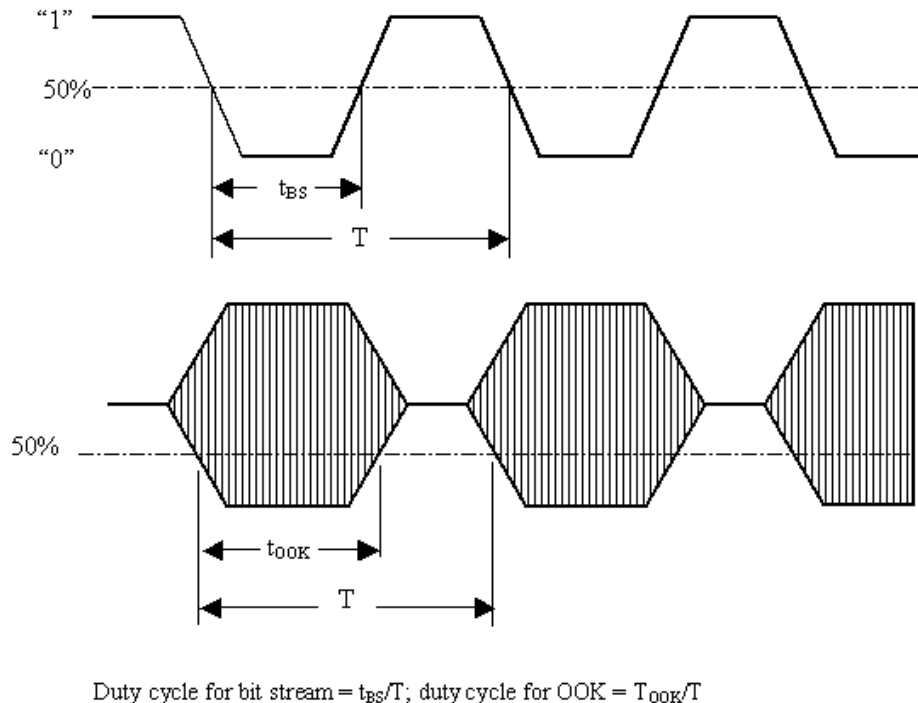 “1”
50%
“0”
tBS
T
50%
tOOK
T
Duty cycle for bit stream = tBS/T; duty cycle for OOK = TOOK/T